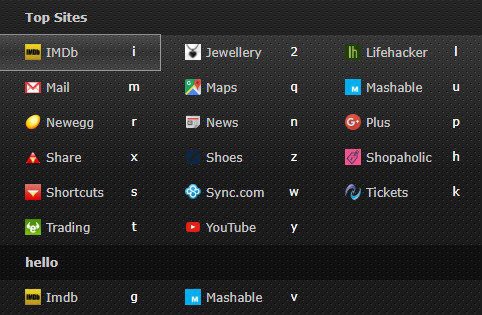 Top Sites
IMDb i Jewellery 2 Lifehacker l
Mail m Maps q Mashable u
Newegg r News n Plus p
Share x Shoes z Shopaholic h
Shortcuts s Sync.com w Tickets k
Trading t YouTube y
hello
Imdb g Mashable v